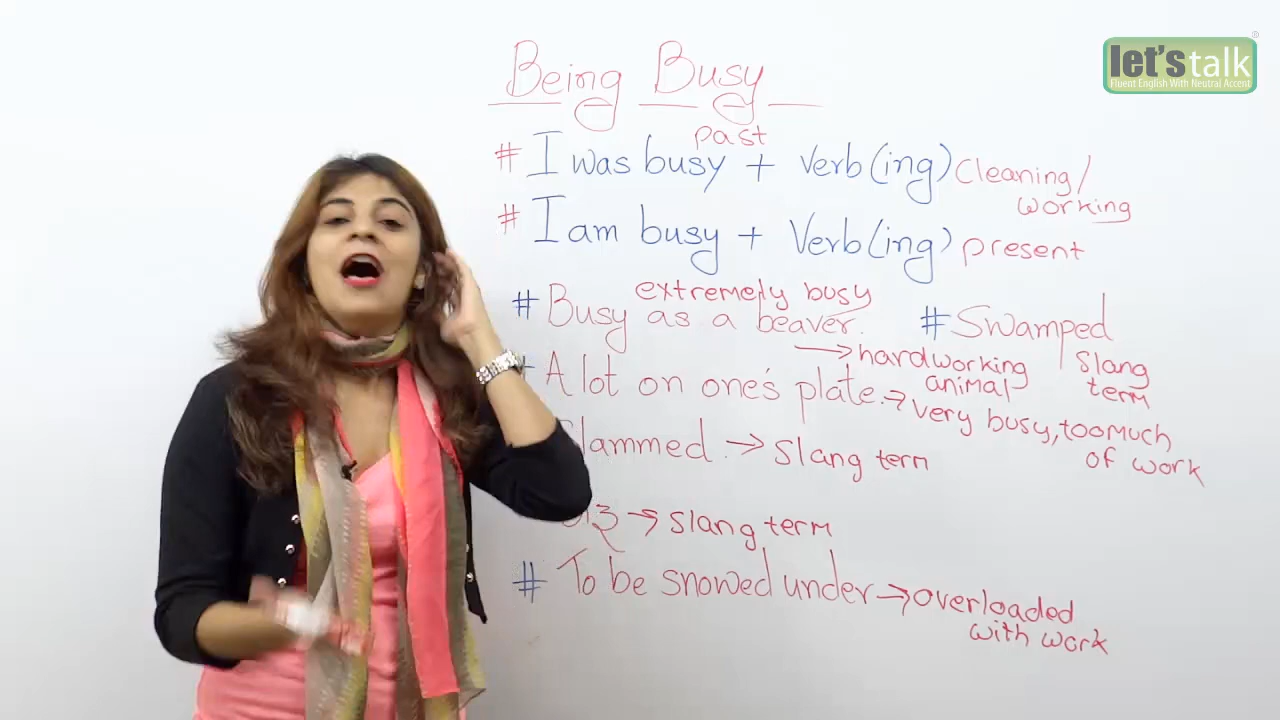 let's talk
Fluent English With Neutral Accent
Being Busy
past
# I was busy + verb(ing) Cleaning/
working
# I am busy + Verb(ing) present
extremely busy
# Busy as a beaver.
→ hardworking
animal
# Swamped
Slang
term
A lot on one's plate. → very busy, too much
of work
lammed. → slang term
→ slang term
# To be snowed under → overloaded
with work